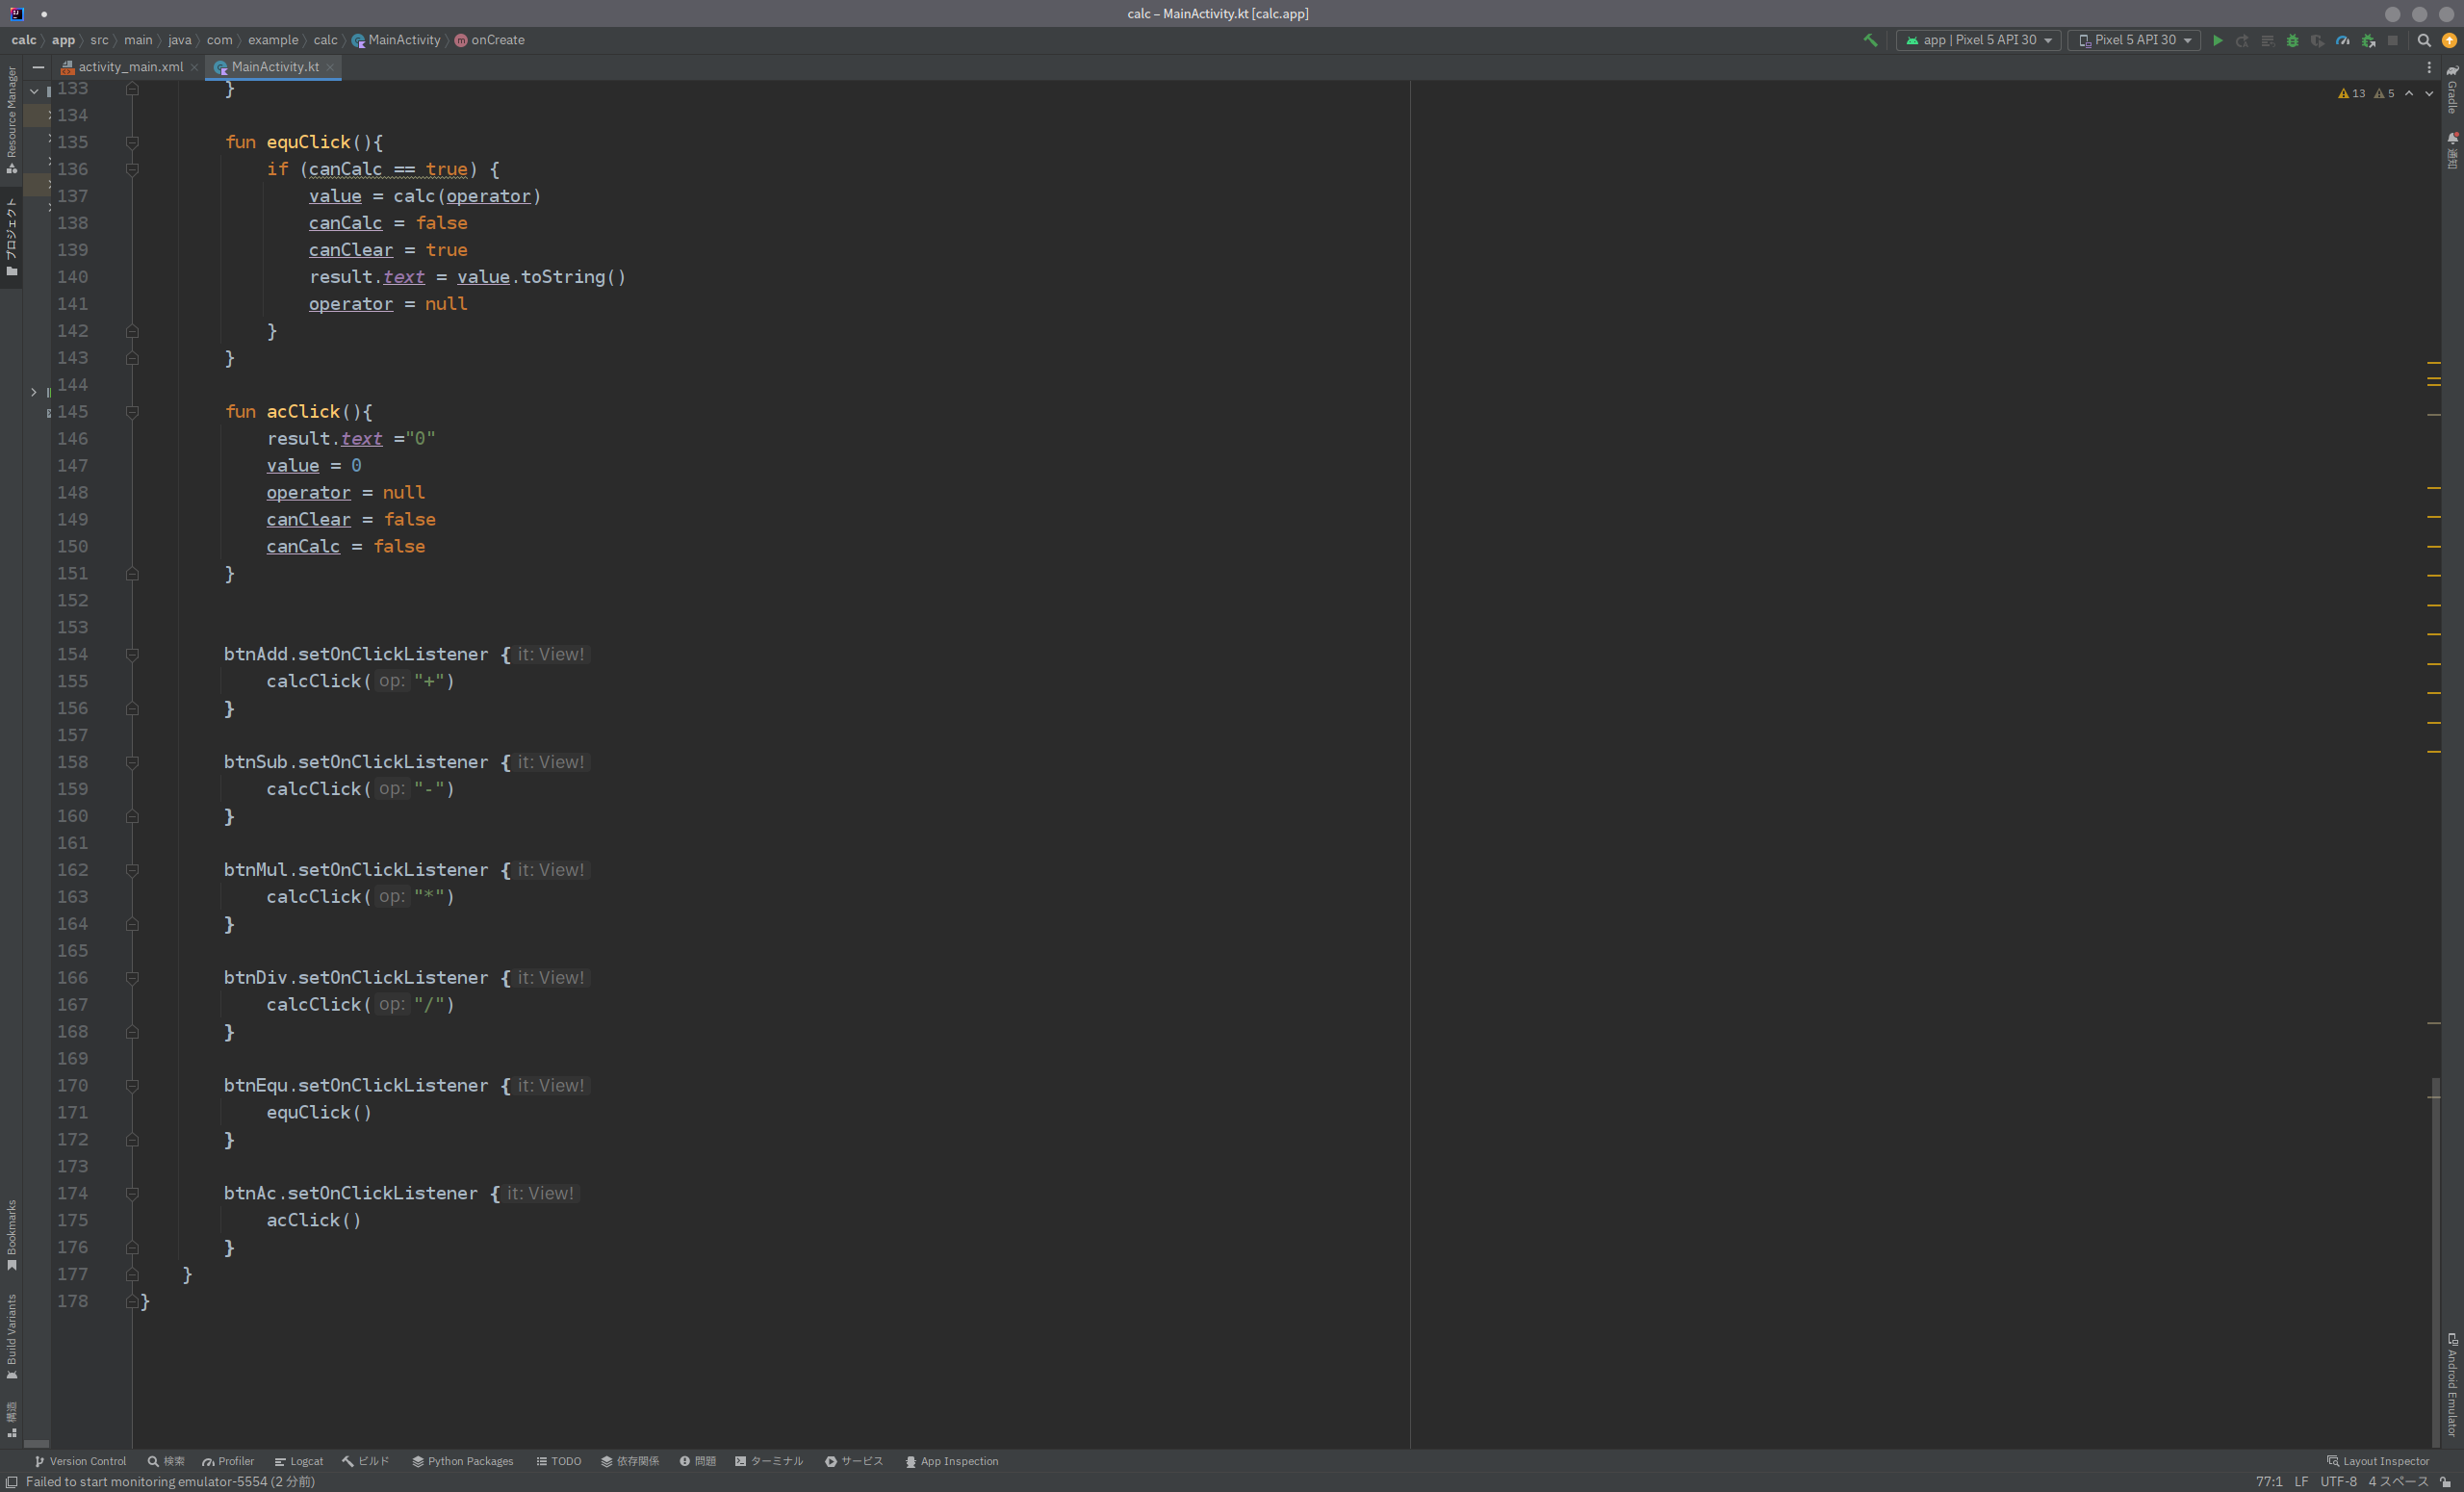 calc – MainActivity.kt [calc.app]
calc app src main java com example calc MainActivity onCreate
app | Pixel 5 API 30 Pixel 5 API 30
activity_main.xml MainActivity.kt
13 5
Resource Manager
プロジェクト
Gradle
通知
133 }
134
135 fun equClick(){
136 if (canCalc == true) {
137 value = calc(operator)
138 canCalc = false
139 canClear = true
140 result.text = value.toString()
141 operator = null
142 }
143 }
144
145 fun acClick(){
146 result.text ="0"
147 value = 0
148 operator = null
149 canClear = false
150 canCalc = false
151 }
152
153
154 btnAdd.setOnClickListener { it: View!
155 calcClick( op: "+")
156 }
157
158 btnSub.setOnClickListener { it: View!
159 calcClick( op: "-")
160 }
161
162 btnMul.setOnClickListener { it: View!
163 calcClick( op: "*")
164 }
165
166 btnDiv.setOnClickListener { it: View!
167 calcClick( op: "/")
168 }
169
170 btnEqu.setOnClickListener { it: View!
171 equClick()
172 }
173
174 btnAc.setOnClickListener { it: View!
175 acClick()
176 }
177 }
178 }
Bookmarks
Build Variants
構造
Android Emulator
Version Control 検索 Profiler Logcat ビルド Python Packages TODO 依存関係 問題 ターミナル サービス App Inspection Layout Inspector
Failed to start monitoring emulator-5554 (2 分前) 77:1 LF UTF-8 4 スペース